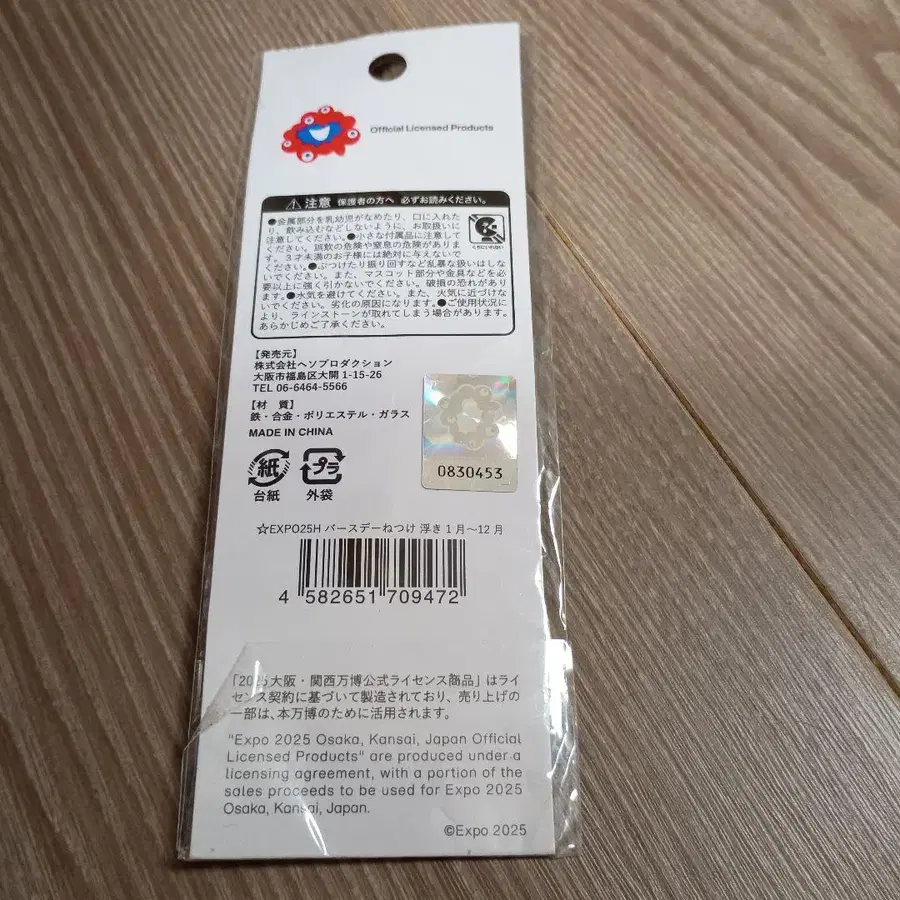 Official Licensed Products
注意 保護者の方へ 必ずお読みください。
●金属部分を乳幼児がなめたり、口に入れた
り、飲み込むなどしないように、お取扱いに
注意してください。●小さな付属品に注意して
ください。誤飲の危険や窒息の危険がありま
す。3才未満のお子様には絶対に与えないで
ください。●ぶつけたり振り回すなど乱暴な扱いはしな
いでください。また、マスコット部分や金具などを必
要以上に強く引かないでください。破損の恐れがあり
ます。●水気を避けてください。また、火気に近づけな
いでください。劣化の原因になります。●ご使用状況に
より、ラインストーンが取れてしまう場合があります。
あらかじめご了承ください。
【発売元】
株式会社ヘソプロダクション
大阪市福島区大開 1-15-26
TEL 06-6464-5566
【材 質】
鉄・合金・ポリエステル・ガラス
MADE IN CHINA
0830453
紙 プラ
台紙 外袋
☆EXPO25H バースデーねつけ 浮き 1月〜12月
4 582651 709472
「2025大阪・関西万博公式ライセンス商品」はライ
センス契約に基づいて製造されており、売り上げの
一部は、本万博のために活用されます。
"Expo 2025 Osaka, Kansai, Japan Official
Licensed Products" are produced under a
licensing agreement, with a portion of the
sales proceeds to be used for Expo 2025
Osaka, Kansai, Japan.
©Expo 2025